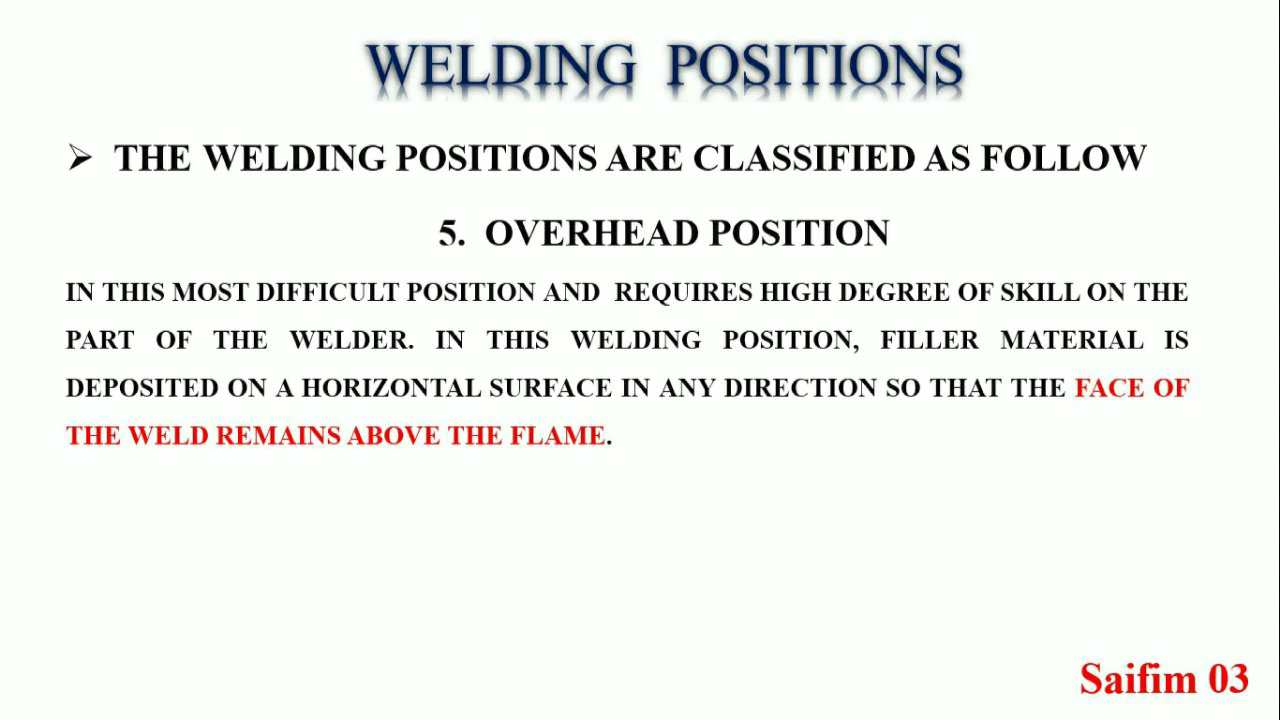 WELDING POSITIONS
➢ THE WELDING POSITIONS ARE CLASSIFIED AS FOLLOW
5. OVERHEAD POSITION
IN THIS MOST DIFFICULT POSITION AND REQUIRES HIGH DEGREE OF SKILL ON THE
PART OF THE WELDER. IN THIS WELDING POSITION, FILLER MATERIAL IS
DEPOSITED ON A HORIZONTAL SURFACE IN ANY DIRECTION SO THAT THE FACE OF
THE WELD REMAINS ABOVE THE FLAME.
Saifim 03